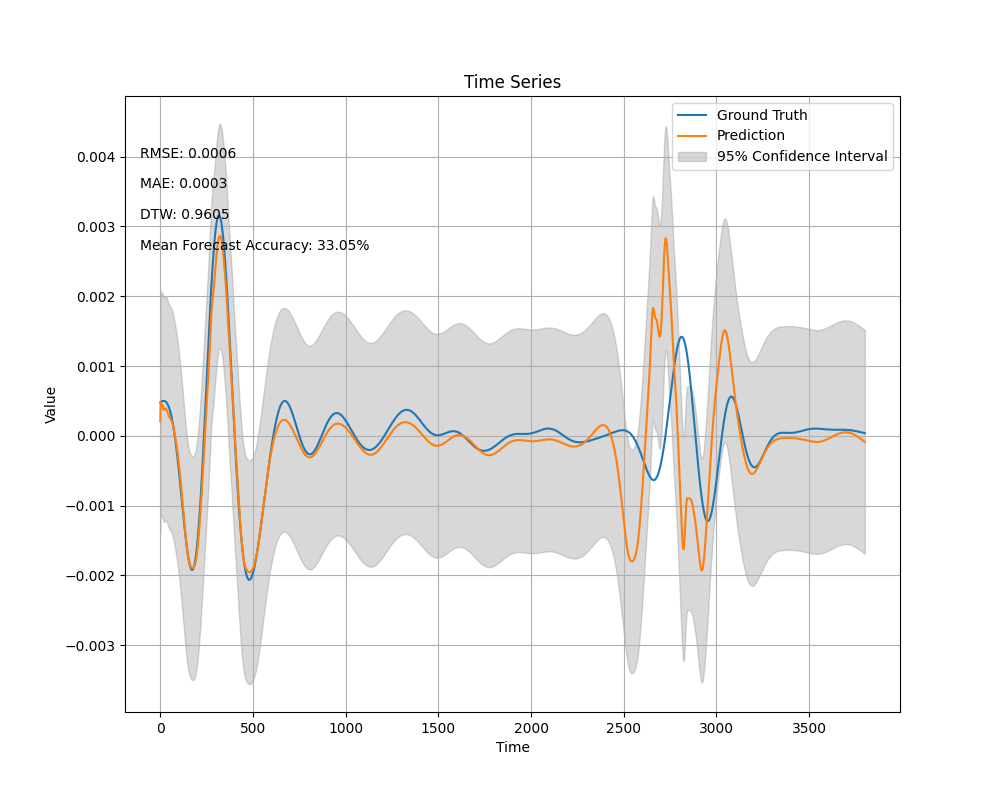 Time Series
Ground Truth
Prediction
95% Confidence Interval
RMSE: 0.0006
MAE: 0.0003
DTW: 0.9605
Mean Forecast Accuracy: 33.05%
Value
0.004
0.003
0.002
0.001
0.000
−0.001
−0.002
−0.003
0 500 1000 1500 2000 2500 3000 3500
Time